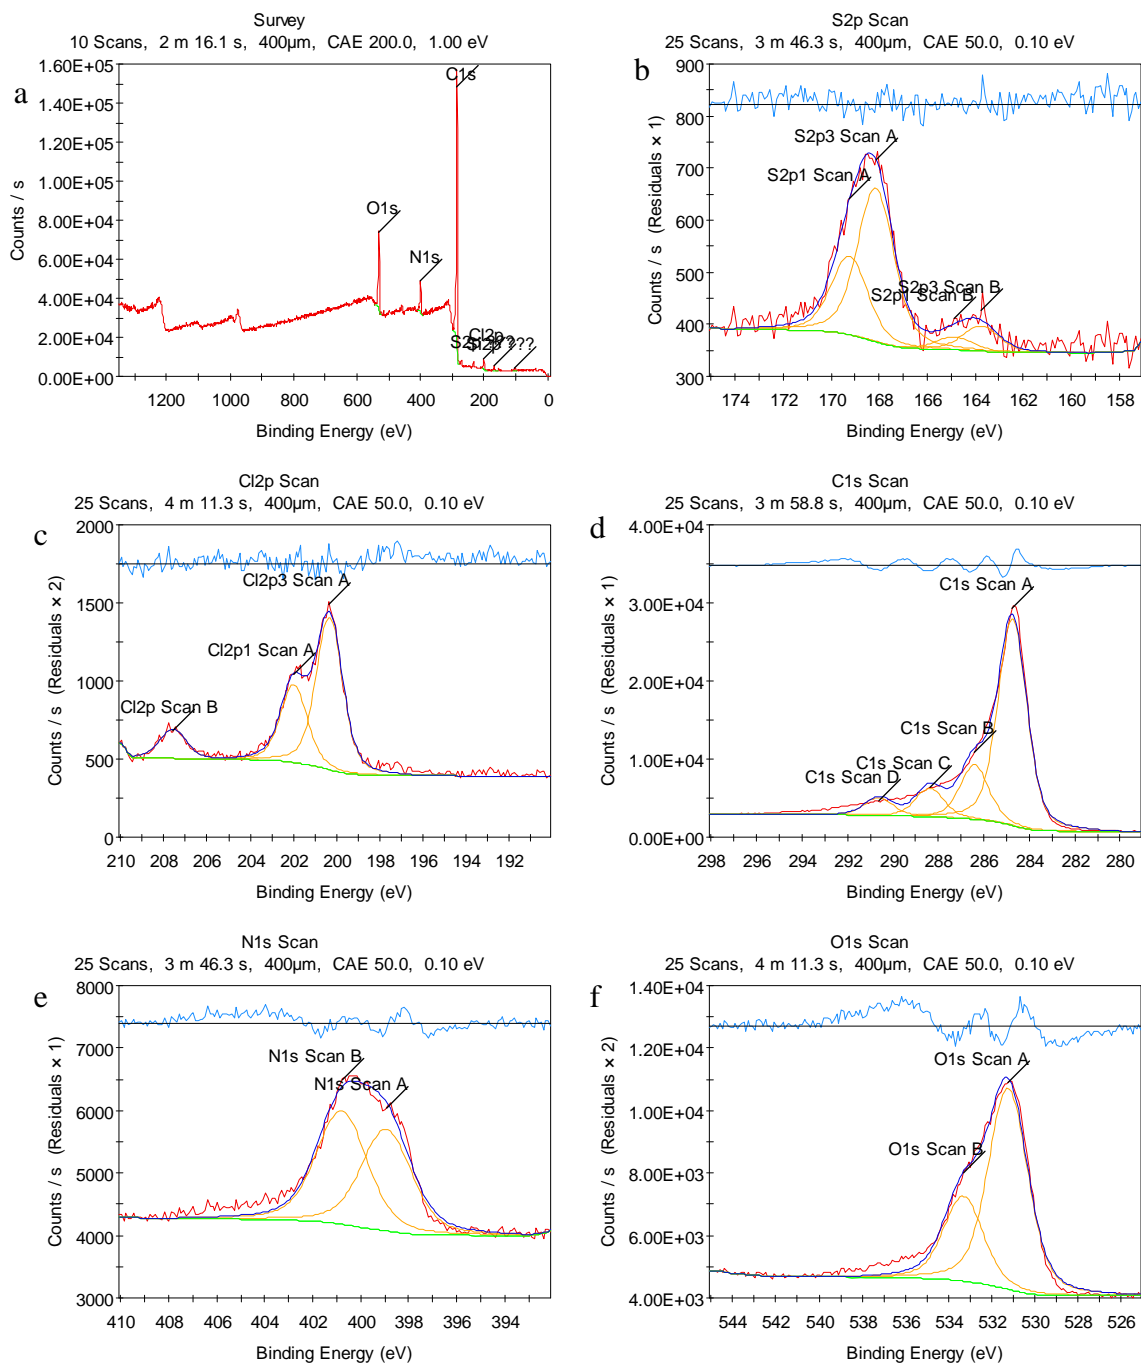 a
Survey
10 Scans, 2 m 16.1 s, 400µm, CAE 200.0, 1.00 eV
1.60E+05
1.40E+05
1.20E+05
1.00E+05
8.00E+04
6.00E+04
4.00E+04
2.00E+04
0.00E+00
Counts / s
C1s
O1s
N1s
Cl2p
1200 1000 800 600 400 200 0
Binding Energy (eV)
b
S2p Scan
25 Scans, 3 m 46.3 s, 400µm, CAE 50.0, 0.10 eV
900
800
700
600
500
400
300
Counts / s (Residuals × 1)
S2p3 Scan A
S2p1 Scan A
S2p3 Scan B
S2p1 Scan B
174 172 170 168 166 164 162 160 158
Binding Energy (eV)
c
Cl2p Scan
25 Scans, 4 m 11.3 s, 400µm, CAE 50.0, 0.10 eV
2000
1500
1000
500
0
Counts / s (Residuals × 2)
Cl2p3 Scan A
Cl2p1 Scan A
Cl2p Scan B
210 208 206 204 202 200 198 196 194 192
Binding Energy (eV)
d
C1s Scan
25 Scans, 3 m 58.8 s, 400µm, CAE 50.0, 0.10 eV
4.00E+04
3.00E+04
2.00E+04
1.00E+04
0.00E+00
Counts / s (Residuals × 1)
C1s Scan A
C1s Scan B
C1s Scan C
C1s Scan D
298 296 294 292 290 288 286 284 282 280
Binding Energy (eV)
e
N1s Scan
25 Scans, 3 m 46.3 s, 400µm, CAE 50.0, 0.10 eV
8000
7000
6000
5000
4000
3000
Counts / s (Residuals × 1)
N1s Scan B
N1s Scan A
410 408 406 404 402 400 398 396 394
Binding Energy (eV)
f
O1s Scan
25 Scans, 4 m 11.3 s, 400µm, CAE 50.0, 0.10 eV
1.40E+04
1.20E+04
1.00E+04
8.00E+03
6.00E+03
4.00E+03
Counts / s (Residuals × 2)
O1s Scan A
O1s Scan B
544 542 540 538 536 534 532 530 528 526
Binding Energy (eV)